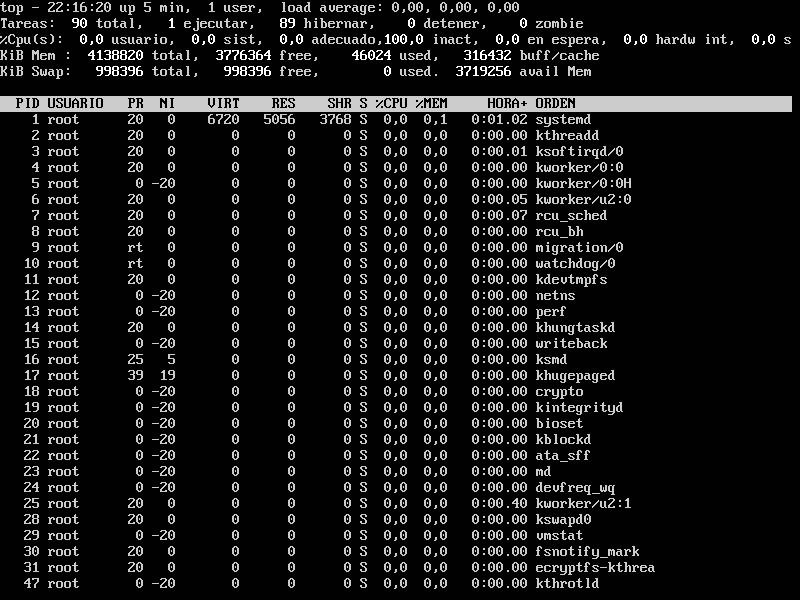 top - 22:16:20 up 5 min,  1 user,  load average: 0,00, 0,00, 0,00
Tareas:  90 total,   1 ejecutar,  89 hibernar,   0 detener,   0 zombie
%Cpu(s):  0,0 usuario,  0,0 sist,  0,0 adecuado,100,0 inact,  0,0 en espera,  0,0 hardw int,  0,0 s
KiB Mem :  4138820 total,  3776364 free,    46024 used,   316432 buff/cache
KiB Swap:   998396 total,   998396 free,        0 used.  3719256 avail Mem
PID USUARIO   PR  NI    VIRT    RES    SHR S %CPU %MEM     HORA+ ORDEN
1 root      20   0    6720   5056   3768 S  0,0  0,1   0:01.02 systemd
2 root      20   0       0      0      0 S  0,0  0,0   0:00.00 kthreadd
3 root      20   0       0      0      0 S  0,0  0,0   0:00.01 ksoftirqd/0
4 root      20   0       0      0      0 S  0,0  0,0   0:00.00 kworker/0:0
5 root       0 -20       0      0      0 S  0,0  0,0   0:00.00 kworker/0:0H
6 root      20   0       0      0      0 S  0,0  0,0   0:00.05 kworker/u2:0
7 root      20   0       0      0      0 S  0,0  0,0   0:00.07 rcu_sched
8 root      20   0       0      0      0 S  0,0  0,0   0:00.00 rcu_bh
9 root      rt   0       0      0      0 S  0,0  0,0   0:00.00 migration/0
10 root      rt   0       0      0      0 S  0,0  0,0   0:00.00 watchdog/0
11 root      20   0       0      0      0 S  0,0  0,0   0:00.00 kdevtmpfs
12 root       0 -20       0      0      0 S  0,0  0,0   0:00.00 netns
13 root       0 -20       0      0      0 S  0,0  0,0   0:00.00 perf
14 root      20   0       0      0      0 S  0,0  0,0   0:00.00 khungtaskd
15 root       0 -20       0      0      0 S  0,0  0,0   0:00.00 writeback
16 root      25   5       0      0      0 S  0,0  0,0   0:00.00 ksmd
17 root      39  19       0      0      0 S  0,0  0,0   0:00.00 khugepaged
18 root       0 -20       0      0      0 S  0,0  0,0   0:00.00 crypto
19 root       0 -20       0      0      0 S  0,0  0,0   0:00.00 kintegrityd
20 root       0 -20       0      0      0 S  0,0  0,0   0:00.00 bioset
21 root       0 -20       0      0      0 S  0,0  0,0   0:00.00 kblockd
22 root       0 -20       0      0      0 S  0,0  0,0   0:00.00 ata_sff
23 root       0 -20       0      0      0 S  0,0  0,0   0:00.00 md
24 root       0 -20       0      0      0 S  0,0  0,0   0:00.00 devfreq_wq
25 root      20   0       0      0      0 S  0,0  0,0   0:00.40 kworker/u2:1
28 root      20   0       0      0      0 S  0,0  0,0   0:00.00 kswapd0
29 root       0 -20       0      0      0 S  0,0  0,0   0:00.00 vmstat
30 root      20   0       0      0      0 S  0,0  0,0   0:00.00 fsnotify_mark
31 root      20   0       0      0      0 S  0,0  0,0   0:00.00 ecryptfs-kthrea
47 root       0 -20       0      0      0 S  0,0  0,0   0:00.00 kthrotld